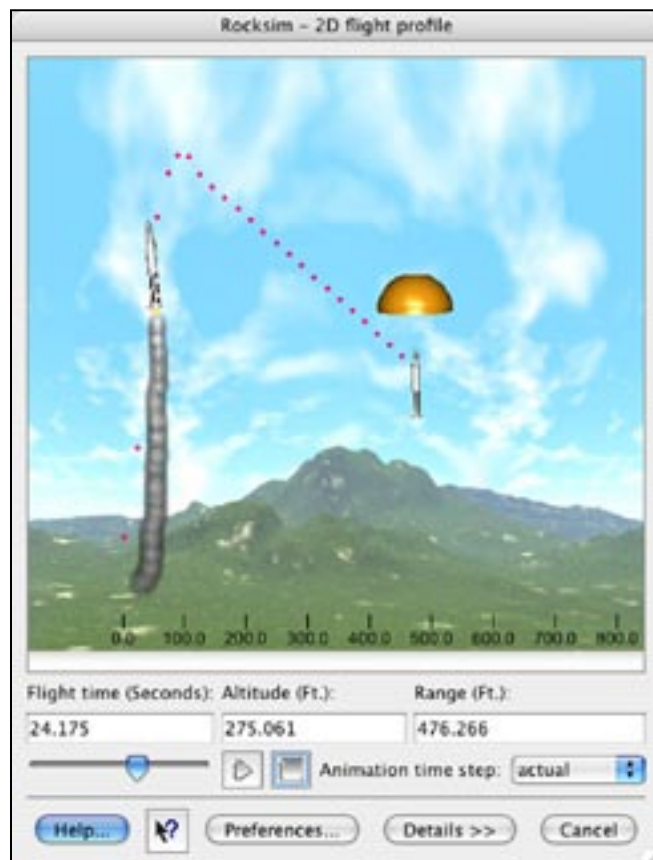 Rocksim - 2D flight profile
0.0 100.0 200.0 300.0 400.0 500.0 600.0 700.0 800.0
Flight time (Seconds): Altitude (Ft.): Range (Ft.):
24.175 275.061 476.266
Animation time step: actual
Help... ? Preferences... Details >> Cancel